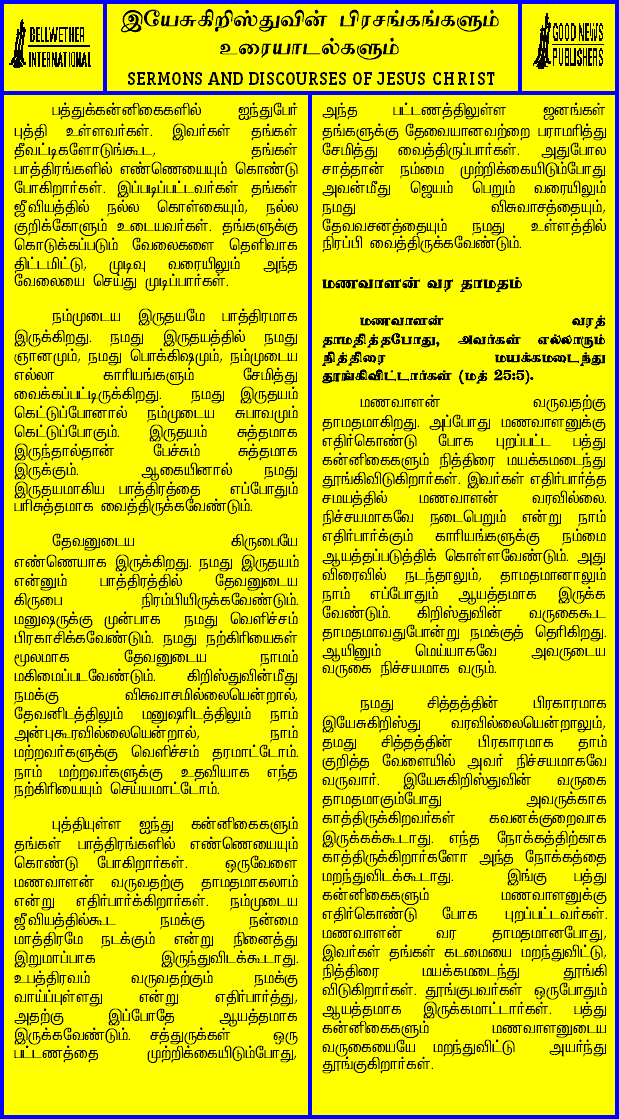 BELLWETHER
INTERNATIONAL
இயேசுகிறிஸ்துவின் பிரசங்கங்களும்
உரையாடல்களும்
SERMONS AND DISCOURSES OF JESUS CHRIST
GOOD NEWS
PUBLISHERS
பத்துக்கன்னிகைகளில் ஐந்துபேர்
புத்தி உள்ளவர்கள். இவர்கள் தங்கள்
தீவட்டிகளோடுங்கூட, தங்கள்
பாத்திரங்களில் எண்ணெயையும் கொண்டு
போகிறார்கள். இப்படிப்பட்டவர்கள் தங்கள்
ஜீவியத்தில் நல்ல கொள்கையும், நல்ல
குறிக்கோளும் உடையவர்கள். தங்களுக்கு
கொடுக்கப்படும் வேலைகளை தெளிவாக
திட்டமிட்டு, முடிவு வரையிலும் அந்த
வேலையை செய்து முடிப்பார்கள்.
நம்முடைய இருதயமே பாத்திரமாக
இருக்கிறது. நமது இருதயத்தில் நமது
ஞானமும், நமது பொக்கிஷமும், நம்முடைய
எல்லா காரியங்களும் சேமித்து
வைக்கப்பட்டிருக்கிறது. நமது இருதயம்
கெட்டுப்போனால் நம்முடைய சுபாவமும்
கெட்டுப்போகும். இருதயம் சுத்தமாக
இருந்தால்தான் பேச்சும் சுத்தமாக
இருக்கும். ஆகையினால் நமது
இருதயமாகிய பாத்திரத்தை எப்போதும்
பரிசுத்தமாக வைத்திருக்கவேண்டும்.
தேவனுடைய கிருபையே
எண்ணெயாக இருக்கிறது. நமது இருதயம்
என்னும் பாத்திரத்தில் தேவனுடைய
கிருபை நிரம்பியிருக்கவேண்டும்.
மனுஷருக்கு முன்பாக நமது வெளிச்சம்
பிரகாசிக்கவேண்டும். நமது நற்கிரியைகள்
மூலமாக தேவனுடைய நாமம்
மகிமைப்படவேண்டும். கிறிஸ்துவின்மீது
நமக்கு விசுவாசமில்லையென்றால்,
தேவனிடத்திலும் மனுஷரிடத்திலும் நாம்
அன்புகூரவில்லையென்றால், நாம்
மற்றவர்களுக்கு வெளிச்சம் தரமாட்டோம்.
நாம் மற்றவர்களுக்கு உதவியாக எந்த
நற்கிரியையும் செய்யமாட்டோம்.
புத்தியுள்ள ஐந்து கன்னிகைகளும்
தங்கள் பாத்திரங்களில் எண்ணெயையும்
கொண்டு போகிறார்கள். ஒருவேளை
மணவாளன் வருவதற்கு தாமதமாகலாம்
என்று எதிர்பார்க்கிறார்கள். நம்முடைய
ஜீவியத்தில்கூட நமக்கு நன்மை
மாத்திரமே நடக்கும் என்று நினைத்து
இறுமாப்பாக இருந்துவிடக்கூடாது.
உபத்திரவம் வருவதற்கும் நமக்கு
வாய்ப்புள்ளது என்று எதிர்பார்த்து,
அதற்கு இப்போதே ஆயத்தமாக
இருக்கவேண்டும். சத்துருக்கள் ஒரு
பட்டணத்தை முற்றிக்கையிடும்போது,
அந்த பட்டணத்திலுள்ள ஜனங்கள்
தங்களுக்கு தேவையானவற்றை பராமரித்து
சேமித்து வைத்திருப்பார்கள். அதுபோல
சாத்தான் நம்மை முற்றிக்கையிடும்போது
அவன்மீது ஜெயம் பெறும் வரையிலும்
நமது விசுவாசத்தையும்,
தேவவசனத்தையும் நமது உள்ளத்தில்
நிரப்பி வைத்திருக்கவேண்டும்.
மணவாளன் வர தாமதம்
மணவாளன் வரத்
தாமதித்தபோது, அவர்கள் எல்லாரும்
நித்திரை மயக்கமடைந்து
தூங்கிவிட்டார்கள் (மத் 25:5).
மணவாளன் வருவதற்கு
தாமதமாகிறது. அப்போது மணவாளனுக்கு
எதிர்கொண்டு போக புறப்பட்ட பத்து
கன்னிகைகளும் நித்திரை மயக்கமடைந்து
தூங்கிவிடுகிறார்கள். இவர்கள் எதிர்பார்த்த
சமயத்தில் மணவாளன் வரவில்லை.
நிச்சயமாகவே நடைபெறும் என்று நாம்
எதிர்பார்க்கும் காரியங்களுக்கு நம்மை
ஆயத்தப்படுத்திக் கொள்ளவேண்டும். அது
விரைவில் நடந்தாலும், தாமதமானாலும்
நாம் எப்போதும் ஆயத்தமாக இருக்க
வேண்டும். கிறிஸ்துவின் வருகைகூட
தாமதமாவதுபோன்று நமக்குத் தெரிகிறது.
ஆயினும் மெய்யாகவே அவருடைய
வருகை நிச்சயமாக வரும்.
நமது சித்தத்தின் பிரகாரமாக
இயேசுகிறிஸ்து வரவில்லையென்றாலும்,
தமது சித்தத்தின் பிரகாரமாக தாம்
குறித்த வேளையில் அவர் நிச்சயமாகவே
வருவார். இயேசுகிறிஸ்துவின் வருகை
தாமதமாகும்போது அவருக்காக
காத்திருக்கிறவர்கள் கவனக்குறைவாக
இருக்கக்கூடாது. எந்த நோக்கத்திற்காக
காத்திருக்கிறார்களோ அந்த நோக்கத்தை
மறந்துவிடக்கூடாது. இங்கு பத்து
கன்னிகைகளும் மணவாளனுக்கு
எதிர்கொண்டு போக புறப்பட்டவர்கள்.
மணவாளன் வர தாமதமானபோது,
இவர்கள் தங்கள் கடமையை மறந்துவிட்டு,
நித்திரை மயக்கமடைந்து தூங்கி
விடுகிறார்கள். தூங்குபவர்கள் ஒருபோதும்
ஆயத்தமாக இருக்கமாட்டார்கள். பத்து
கன்னிகைகளும் மணவாளனுடைய
வருகையையே மறந்துவிட்டு அயர்ந்து
தூங்குகிறார்கள்.